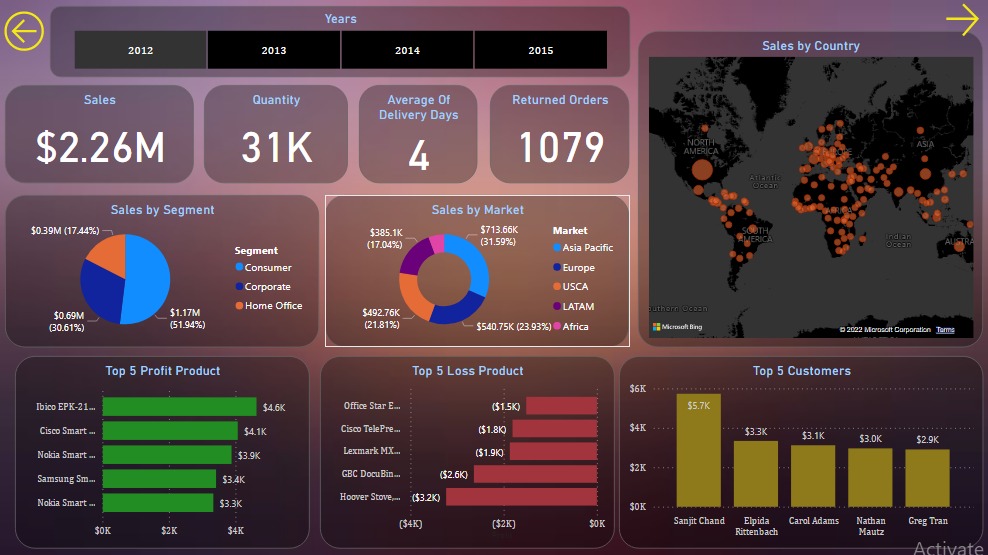 Years
2012
2013
2014
2015
Sales
$2.26M
Quantity
31K
Average Of
Delivery Days
4
Returned Orders
1079
Sales by Country
NORTH
AMERICA
Atlantic
Ocean
SOUTH
AMERICA
ASIA
Indian
Ocean
AUSTRA
Microsoft Bing
© 2022 Microsoft Corporation
Terms
Sales by Segment
$0.39M (17.44%)
$0.69M
(30.61%)
$1.17M
(51.94%)
Segment
Consumer
Corporate
Home Office
Sales by Market
$385.1K
(17.04%)
$713.66K
(31.59%)
$492.76K
(21.81%)
$540.75K (23.93%)
Market
Asia Pacific
Europe
USCA
LATAM
Africa
Top 5 Profit Product
Ibico EPK-21...
$4.6K
Cisco Smart ...
$4.1K
Nokia Smart ...
$3.9K
Samsung Sm...
$3.4K
Nokia Smart ...
$3.3K
$0K
$2K
$4K
Top 5 Loss Product
Office Star E...
($1.5K)
Cisco TelePre...
($1.8K)
Lexmark MX...
($1.9K)
GBC DocuBin...
($2.6K)
Hoover Stove,...
($3.2K)
($4K)
($2K)
$0K
Top 5 Customers
$6K
$4K
$2K
$0K
$5.7K
$3.3K
$3.1K
$3.0K
$2.9K
Sanjit Chand
Elpida
Rittenbach
Carol Adams
Nathan
Mautz
Greg Tran
Activate